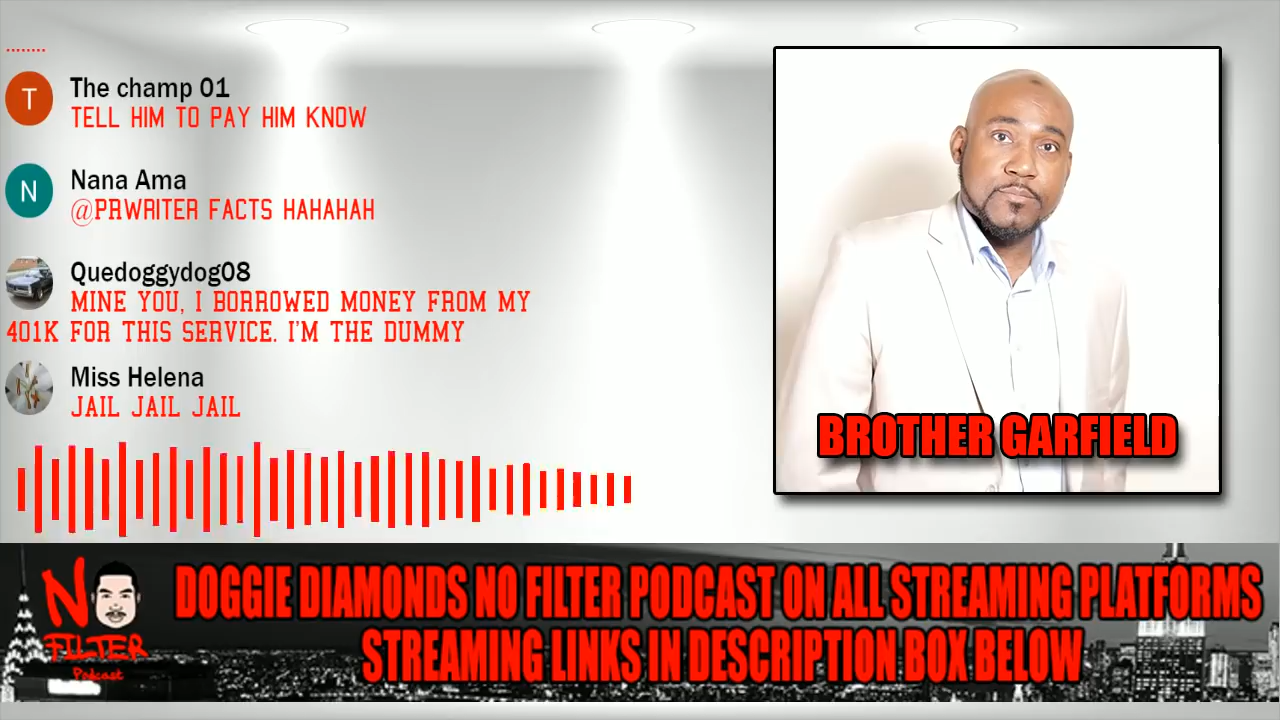 ........
T
The champ 01
TELL HIM TO PAY HIM KNOW
N
Nana Ama
@PRWRITER FACTS HAHAHAH
Quedoggydog08
MINE YOU, I BORROWED MONEY FROM MY
401K FOR THIS SERVICE. I'M THE DUMMY
Miss Helena
JAIL JAIL JAIL
BROTHER GARFIELD
NO
FILTER
Podcast
DOGGIE DIAMONDS NO FILTER PODCAST ON ALL STREAMING PLATFORMS
STREAMING LINKS IN DESCRIPTION BOX BELOW